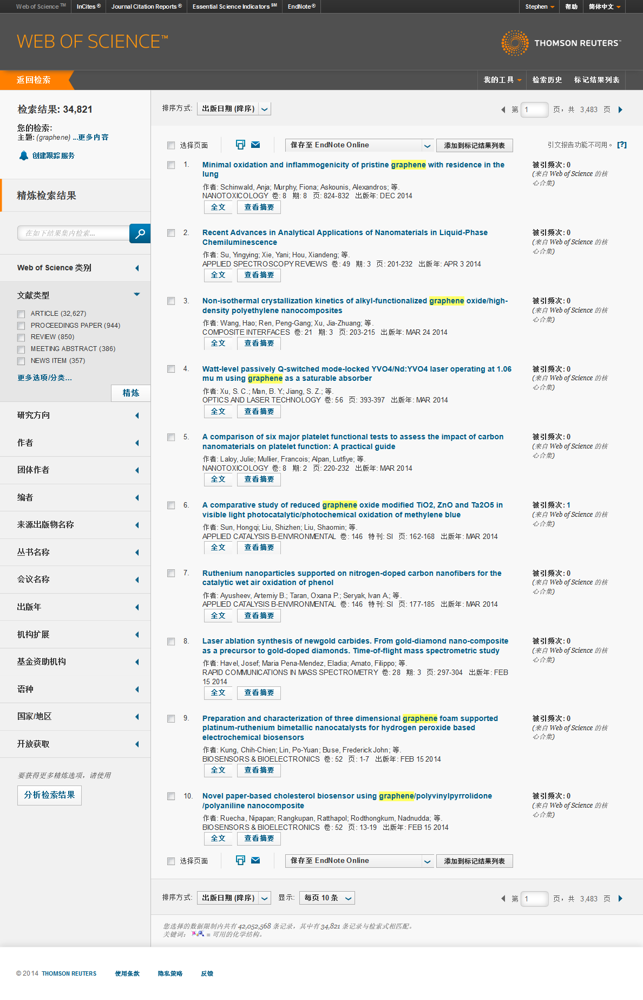 Web of Science TM InCites ® Journal Citation Reports ® Essential Science Indicators SM EndNote ® Stephen 帮助 简体中文
WEB OF SCIENCE™ THOMSON REUTERS™
返回检索 我的工具 检索历史 标记结果列表
检索结果: 34,821
您的检索:
主题: (graphene) ...更多内容
创建跟踪服务
精炼检索结果
在如下结果集内检索...
Web of Science 类别
文献类型
ARTICLE (32,627)
PROCEEDINGS PAPER (944)
REVIEW (850)
MEETING ABSTRACT (386)
NEWS ITEM (357)
更多选项/分类...
精炼
研究方向
作者
团体作者
编者
来源出版物名称
丛书名称
会议名称
出版年
机构扩展
基金资助机构
语种
国家/地区
开放获取
要获得更多精炼选项，请使用
分析检索结果
排序方式: 出版日期 (降序) 第 1 页，共 3,483 页
选择页面 保存至 EndNote Online 添加到标记结果列表 引文报告功能不可用。 [?]
1. Minimal oxidation and inflammogenicity of pristine graphene with residence in the
lung
作者: Schinwald, Anja; Murphy, Fiona; Askounis, Alexandros; 等.
NANOTOXICOLOGY 卷: 8 期: 8 页: 824-832 出版年: DEC 2014
全文 查看摘要
被引频次: 0
(来自 Web of Science 的核
心合集)
2. Recent Advances in Analytical Applications of Nanomaterials in Liquid-Phase
Chemiluminescence
作者: Su, Yingying; Xie, Yani; Hou, Xiandeng; 等.
APPLIED SPECTROSCOPY REVIEWS 卷: 49 期: 3 页: 201-232 出版年: APR 3 2014
全文 查看摘要
被引频次: 0
(来自 Web of Science 的核
心合集)
3. Non-isothermal crystallization kinetics of alkyl-functionalized graphene oxide/high-
density polyethylene nanocomposites
作者: Wang, Hao; Ren, Peng-Gang; Xu, Jia-Zhuang; 等.
COMPOSITE INTERFACES 卷: 21 期: 3 页: 203-215 出版年: MAR 24 2014
全文 查看摘要
被引频次: 0
(来自 Web of Science 的核
心合集)
4. Watt-level passively Q-switched mode-locked YVO4/Nd:YVO4 laser operating at 1.06
mu m using graphene as a saturable absorber
作者: Xu, S. C.; Man, B. Y.; Jiang, S. Z.; 等.
OPTICS AND LASER TECHNOLOGY 卷: 56 页: 393-397 出版年: MAR 2014
全文 查看摘要
被引频次: 0
(来自 Web of Science 的核
心合集)
5. A comparison of six major platelet functional tests to assess the impact of carbon
nanomaterials on platelet function: A practical guide
作者: Laloy, Julie; Mullier, Francois; Alpan, Lutfiye; 等.
NANOTOXICOLOGY 卷: 8 期: 2 页: 220-232 出版年: MAR 2014
全文 查看摘要
被引频次: 0
(来自 Web of Science 的核
心合集)
6. A comparative study of reduced graphene oxide modified TiO2, ZnO and Ta2O5 in
visible light photocatalytic/photochemical oxidation of methylene blue
作者: Sun, Hongqi; Liu, Shizhen; Liu, Shaomin; 等.
APPLIED CATALYSIS B-ENVIRONMENTAL 卷: 146 特刊: SI 页: 162-168 出版年: MAR 2014
全文 查看摘要
被引频次: 1
(来自 Web of Science 的核
心合集)
7. Ruthenium nanoparticles supported on nitrogen-doped carbon nanofibers for the
catalytic wet air oxidation of phenol
作者: Ayusheev, Artemiy B.; Taran, Oxana P.; Seryak, Ivan A.; 等.
APPLIED CATALYSIS B-ENVIRONMENTAL 卷: 146 特刊: SI 页: 177-185 出版年: MAR 2014
全文 查看摘要
被引频次: 0
(来自 Web of Science 的核
心合集)
8. Laser ablation synthesis of newgold carbides. From gold-diamond nano-composite
as a precursor to gold-doped diamonds. Time-of-flight mass spectrometric study
作者: Havel, Josef; Maria Pena-Mendez, Eladia; Amato, Filippo; 等.
RAPID COMMUNICATIONS IN MASS SPECTROMETRY 卷: 28 期: 3 页: 297-304 出版年: FEB
15 2014
全文 查看摘要
被引频次: 0
(来自 Web of Science 的核
心合集)
9. Preparation and characterization of three dimensional graphene foam supported
platinum-ruthenium bimetallic nanocatalysts for hydrogen peroxide based
electrochemical biosensors
作者: Kung, Chih-Chien; Lin, Po-Yuan; Buse, Frederick John; 等.
BIOSENSORS & BIOELECTRONICS 卷: 52 页: 1-7 出版年: FEB 15 2014
全文 查看摘要
被引频次: 0
(来自 Web of Science 的核
心合集)
10. Novel paper-based cholesterol biosensor using graphene/polyvinylpyrrolidone
/polyaniline nanocomposite
作者: Ruecha, Nipapan; Rangkupan, Ratthapol; Rodthongkum, Nadnudda; 等.
BIOSENSORS & BIOELECTRONICS 卷: 52 页: 13-19 出版年: FEB 15 2014
全文 查看摘要
被引频次: 0
(来自 Web of Science 的核
心合集)
选择页面 保存至 EndNote Online 添加到标记结果列表
排序方式: 出版日期 (降序) 显示: 每页 10 条 第 1 页，共 3,483 页
您选择的数据限制内共有 42,052,568 条记录，其中有 34,821 条记录与检索式相匹配。
关键词： = 可用的化学结构。
© 2014 THOMSON REUTERS 使用条款 隐私策略 反馈